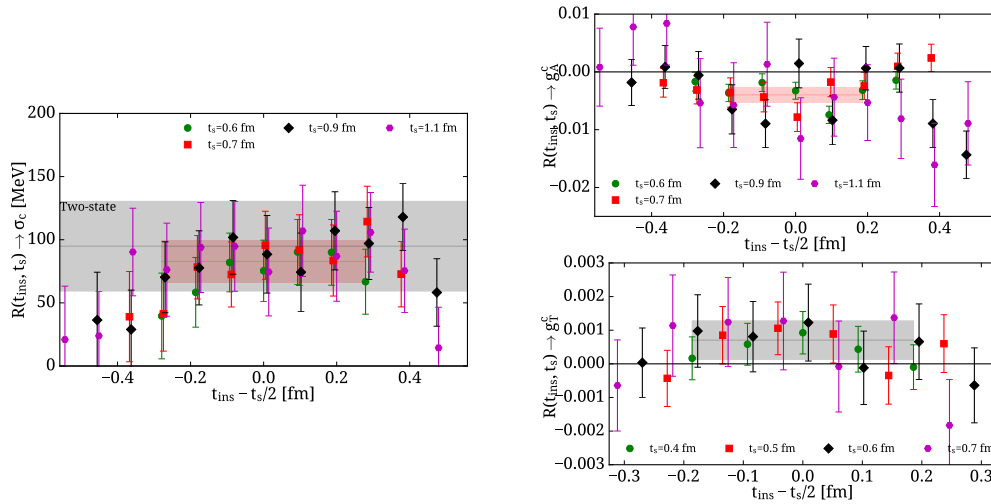 R(t_ins, t_s) → σ_c [MeV]
200
150
100
50
0
t_s=0.6 fm
t_s=0.9 fm
t_s=1.1 fm
t_s=0.7 fm
Two-state
−0.4 −0.2 0.0 0.2 0.4
t_ins − t_s/2 [fm]
R(t_ins, t_s) → g_A^c
0.01
0.00
−0.01
−0.02
t_s=0.6 fm
t_s=0.9 fm
t_s=1.1 fm
t_s=0.7 fm
−0.4 −0.2 0.0 0.2 0.4
t_ins − t_s/2 [fm]
R(t_ins, t_s) → g_T^c
0.003
0.002
0.001
0.000
−0.001
−0.002
−0.003
t_s=0.4 fm
t_s=0.5 fm
t_s=0.6 fm
t_s=0.7 fm
−0.3 −0.2 −0.1 0.0 0.1 0.2 0.3
t_ins − t_s/2 [fm]